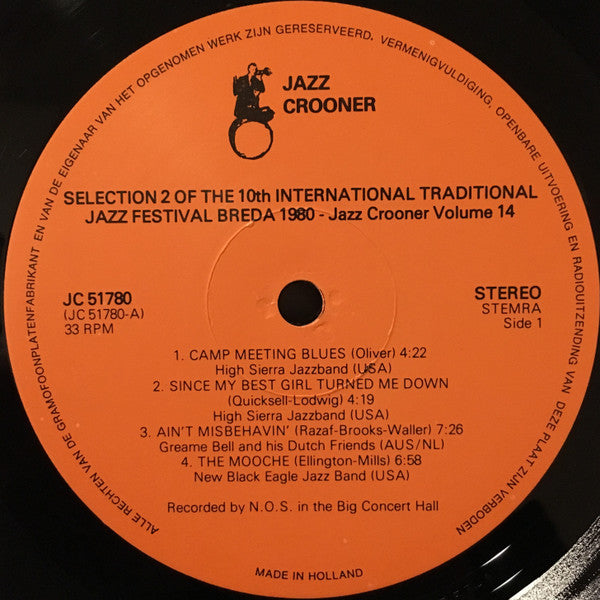 ALLE RECHTEN VAN DE GRAMOFOONPLATENFABRIKANT EN VAN DE EIGENAAR VAN HET OPGENOMEN WERK ZIJN GERESERVEERD. VERMENIGVULDIGING, OPENBARE UITVOERING EN RADIOUITZENDING VAN DEZE PLAAT ZIJN VERBODEN
JAZZ
CROONER
SELECTION 2 OF THE 10th INTERNATIONAL TRADITIONAL
JAZZ FESTIVAL BREDA 1980 - Jazz Crooner Volume 14
JC 51780
(JC 51780-A)
33 RPM
STEREO
STEMRA
Side 1
1. CAMP MEETING BLUES (Oliver) 4:22
High Sierra Jazzband (USA)
2. SINCE MY BEST GIRL TURNED ME DOWN
(Quicksell-Lodwig) 4:19
High Sierra Jazzband (USA)
3. AIN'T MISBEHAVIN' (Razaf-Brooks-Waller) 7:26
Greame Bell and his Dutch Friends (AUS/NL)
4. THE MOOCHE (Ellington-Mills) 6:58
New Black Eagle Jazz Band (USA)
Recorded by N.O.S. in the Big Concert Hall
MADE IN HOLLAND